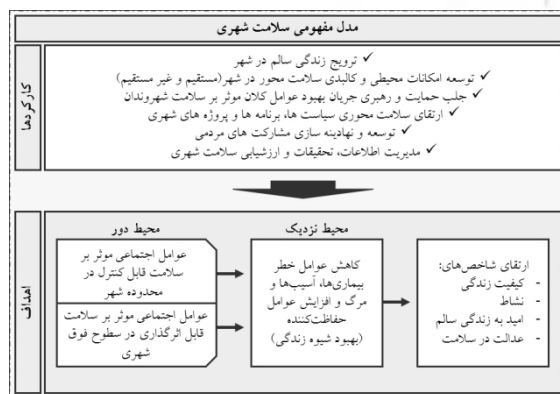 مدل مفهومی سلامت شهری
کارکردها
✓ ترویج زندگی سالم در شهر
✓ توسعه امکانات محیطی و کالبدی سلامت محور در شهر(مستقیم و غیر مستقیم)
✓ جلب حمایت و رهبری جریان بهبود عوامل کلان موثر بر سلامت شهروندان
✓ ارتقای سلامت محوری سیاست ها، برنامه ها و پروژه های شهری
✓ توسعه و نهادینه سازی مشارکت های مردمی
✓ مدیریت اطلاعات، تحقیقات و ارزشیابی سلامت شهری
اهداف
محیط دور
عوامل اجتماعی موثر بر
سلامت قابل کنترل در
محدوده شهر
عوامل اجتماعی موثر بر سلامت
قابل اثرگذاری در سطوح فوق
شهری
محیط نزدیک
کاهش عوامل خطر
بیماری‌ها، آسیب‌ها و
مرگ و افزایش عوامل
حفاظت‌کننده
(بهبود شیوه زندگی)
ارتقای شاخص‌های:
- کیفیت زندگی
- نشاط
- امید به زندگی سالم
- عدالت در سلامت